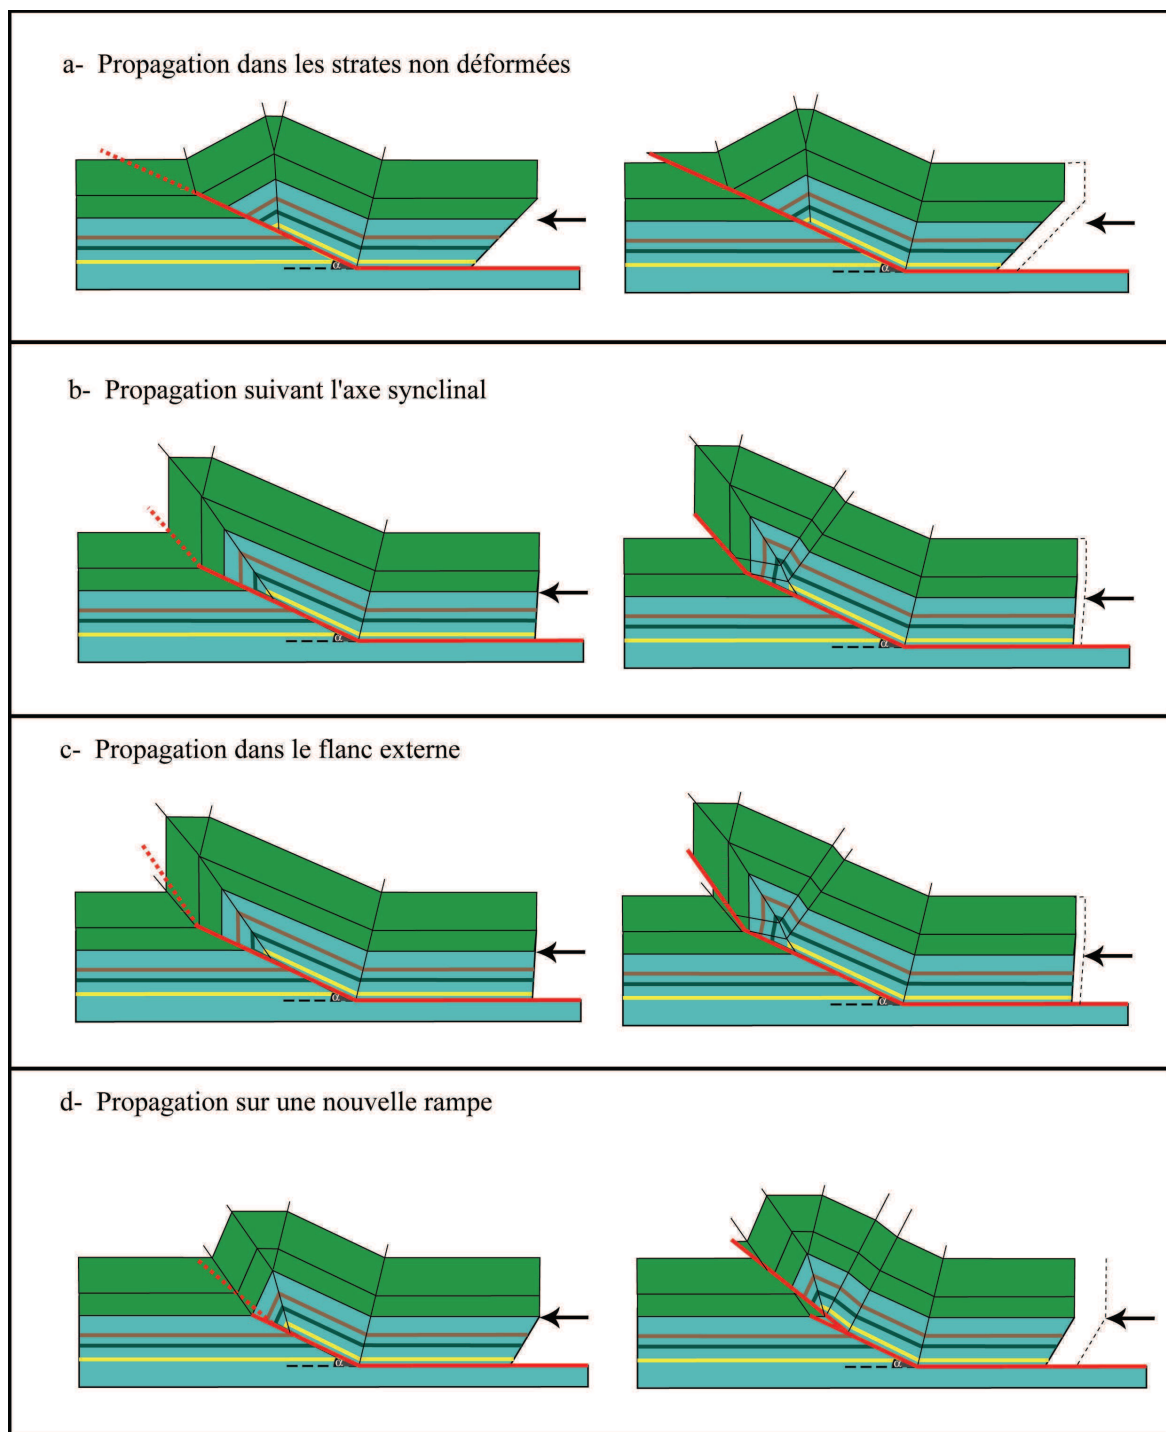 a- Propagation dans les strates non déformées
α
α
b- Propagation suivant l'axe synclinal
α
α
c- Propagation dans le flanc externe
α
α
d- Propagation sur une nouvelle rampe
α
α